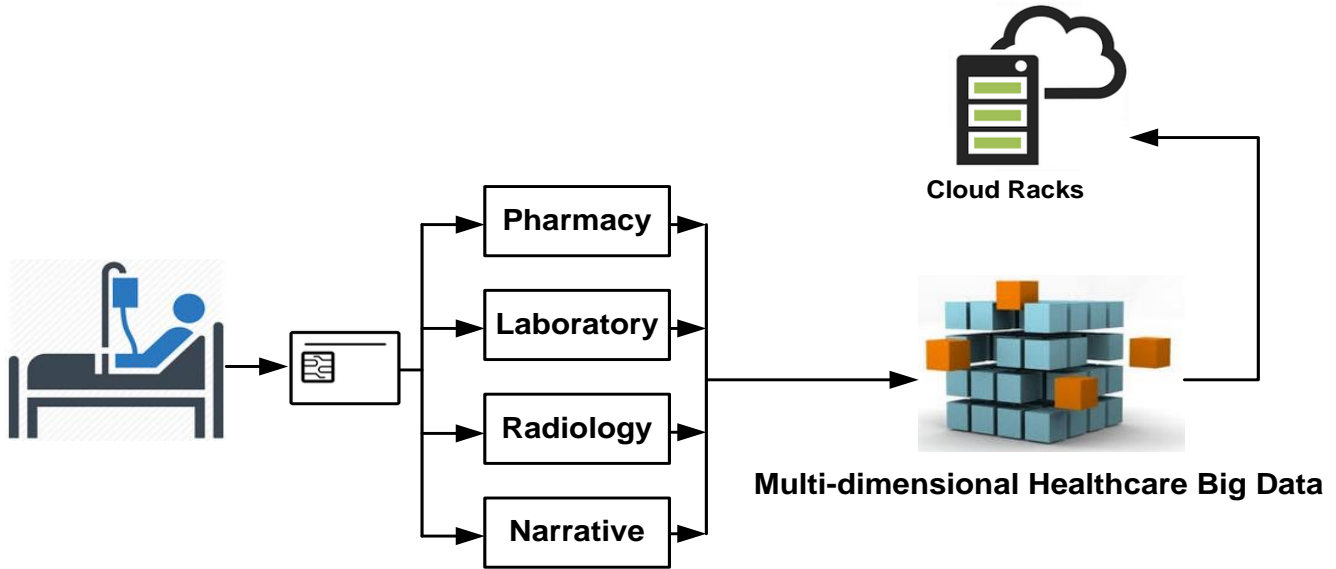 Cloud Racks
Pharmacy
Laboratory
Radiology
Narrative
Multi-dimensional Healthcare Big Data